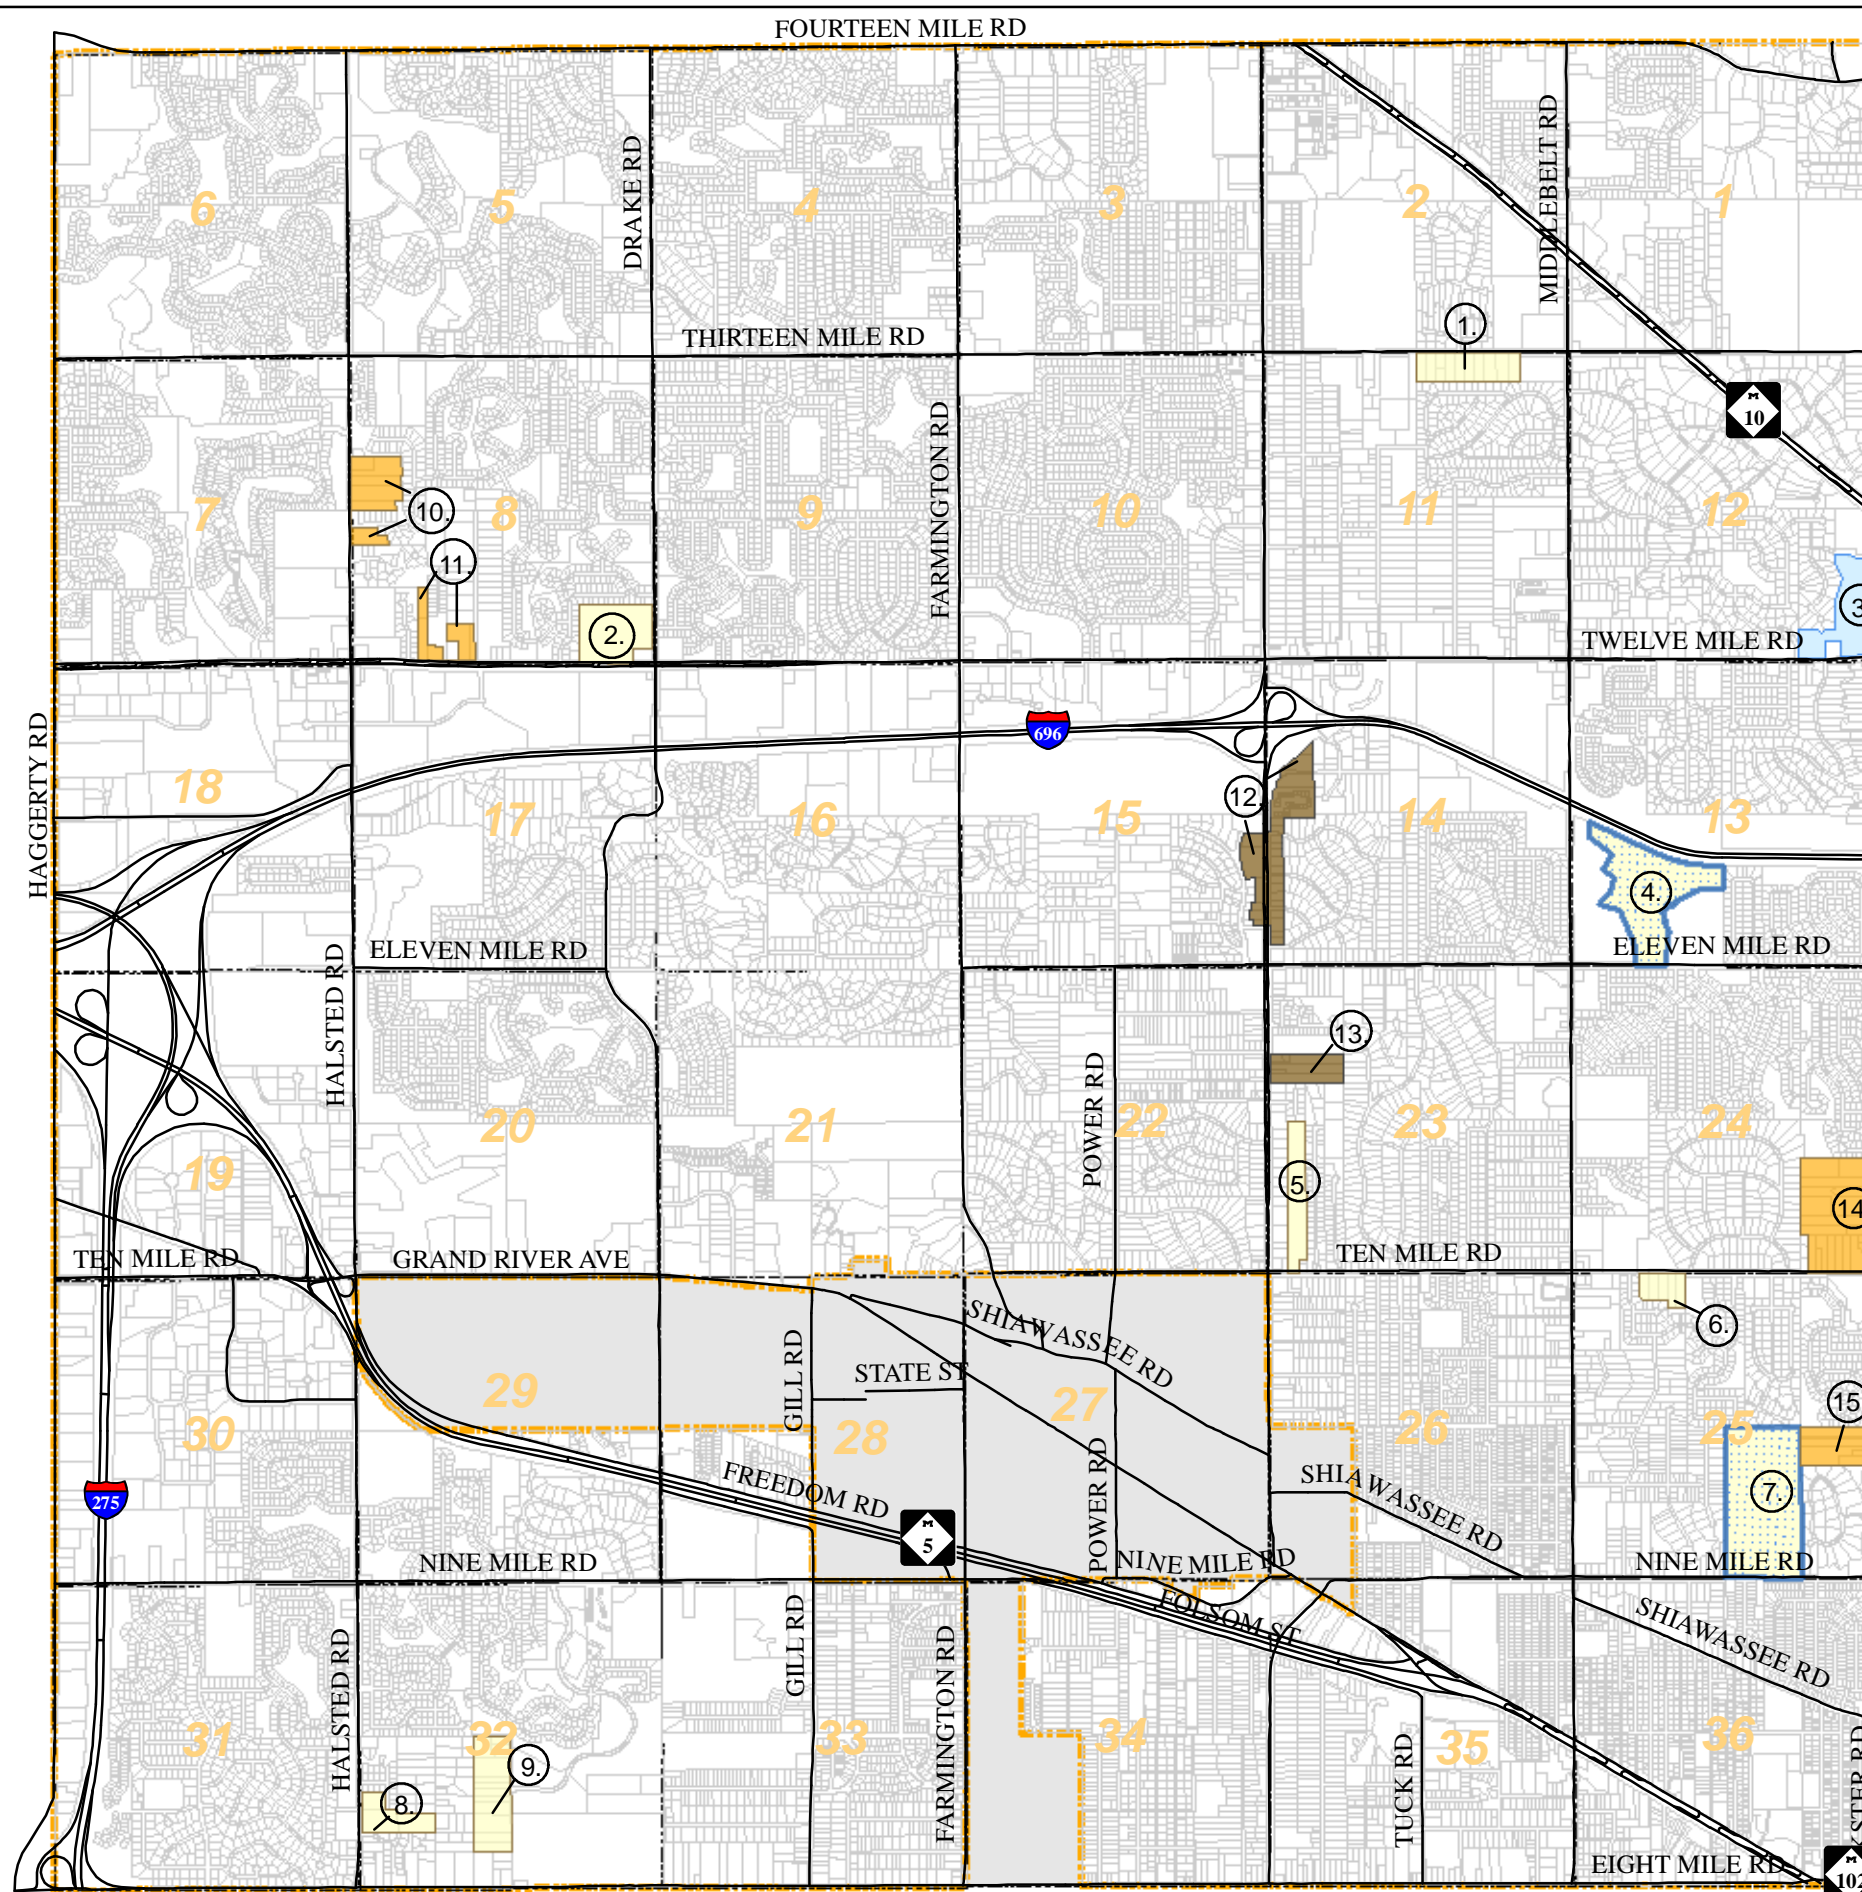 FOURTEEN MILE RD
MIDDLEBELT RD
DRAKE RD
6
5
4
3
2
1
1.
THIRTEEN MILE RD
M
10
FARMINGTON RD
7
10.
8
9
10
11
12
11.
2.
3
TWELVE MILE RD
HAGGERTY RD
696
18
17
16
15
12.
14
13
4.
ELEVEN MILE RD
ELEVEN MILE RD
HALSTED RD
13.
POWER RD
20
21
22
23
24
19
5.
14
TEN MILE RD
GRAND RIVER AVE
TEN MILE RD
SHIAWASSEE RD
6.
GILL RD
STATE ST
29
27
15
30
28
26
25
FREEDOM RD
POWER RD
SHIAWASSEE RD
7.
275
M
5
NINE MILE RD
NINE MILE RD
NINE MILE RD
FOLSOM ST
SHIAWASSEE RD
HALSTED RD
GILL RD
FARMINGTON RD
31
32
33
34
35
36
9.
TUCK RD
KSTER RD
8.
EIGHT MILE RD
M
102